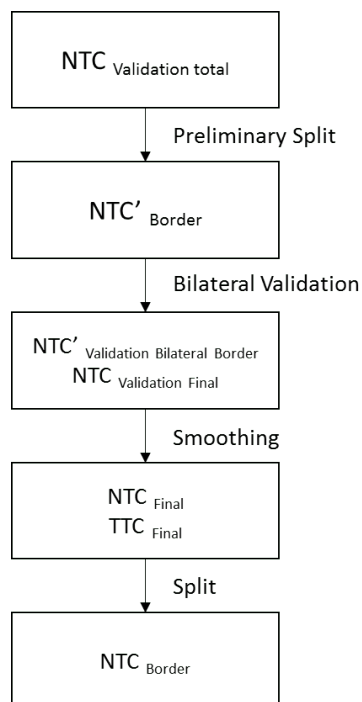 NTC Validation total
Preliminary Split
NTC’ Border
Bilateral Validation
NTC’ Validation Bilateral Border
NTC Validation Final
Smoothing
NTC Final
TTC Final
Split
NTC Border